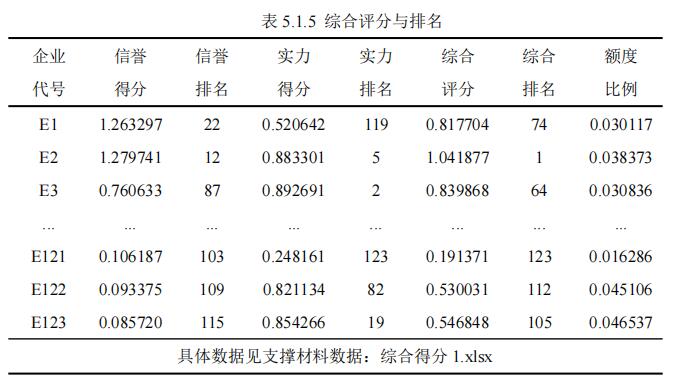 表 5.1.5 综合评分与排名
企业 信誉 信誉 实力 实力 综合 综合 额度
代号 得分 排名 得分 排名 评分 排名 比例
E1 1.263297 22 0.520642 119 0.817704 74 0.030117
E2 1.279741 12 0.883301 5 1.041877 1 0.038373
E3 0.760633 87 0.892691 2 0.839868 64 0.030836
... ... ... ... ... ... ... ...
E121 0.106187 103 0.248161 123 0.191371 123 0.016286
E122 0.093375 109 0.821134 82 0.530031 112 0.045106
E123 0.085720 115 0.854266 19 0.546848 105 0.046537
具体数据见支撑材料数据：综合得分 1.xlsx